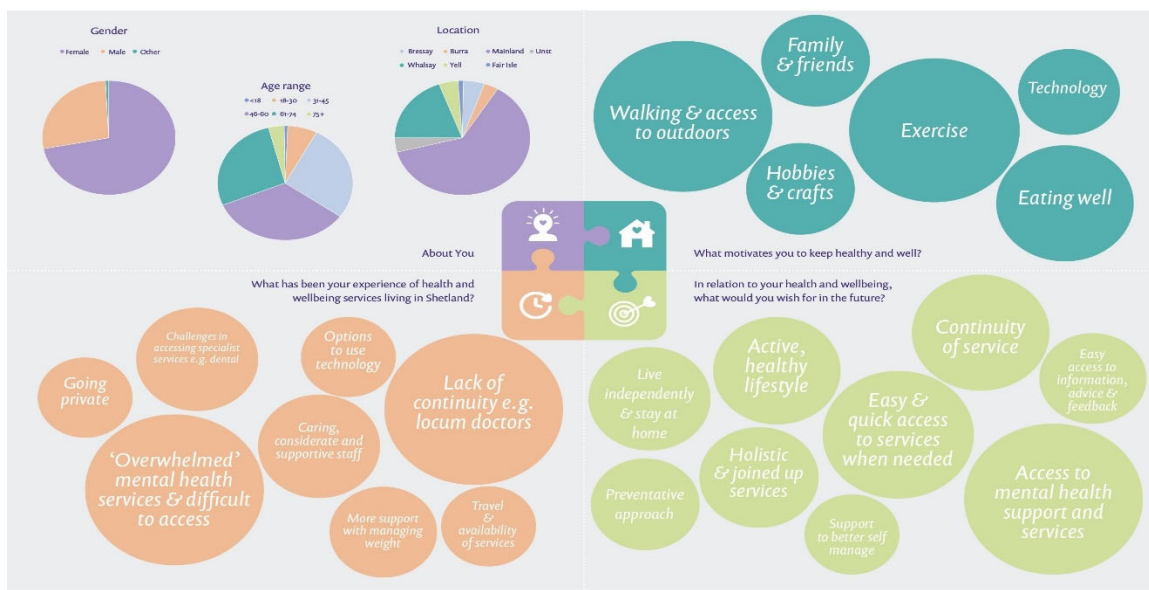 Gender
Female Male Other
Age range
<18 18-30 31-45
46-60 61-74 75+
Location
Bressay Burra Mainland Unst
Whalsay Yell Fair Isle
About You
Walking & access
to outdoors
Family
& friends
Hobbies
& crafts
Exercise
Technology
Eating well
What motivates you to keep healthy and well?
What has been your experience of health and
wellbeing services living in Shetland?
Challenges in
accessing specialist
services e.g. dental
Going
private
Options
to use
technology
Lack of
continuity e.g.
locum doctors
Caring,
considerate and
supportive staff
'Overwhelmed'
mental health
services & difficult
to access
More support
with managing
weight
Travel
&
availability
of services
In relation to your health and wellbeing,
what would you wish for in the future?
Continuity
of service
Active,
healthy
lifestyle
Easy
access to
information,
advice &
feedback
Live
independently
& stay at
home
Easy &
quick access
to services
when needed
Holistic
& joined up
services
Preventative
approach
Support
to better self
manage
Access to
mental health
support and
services